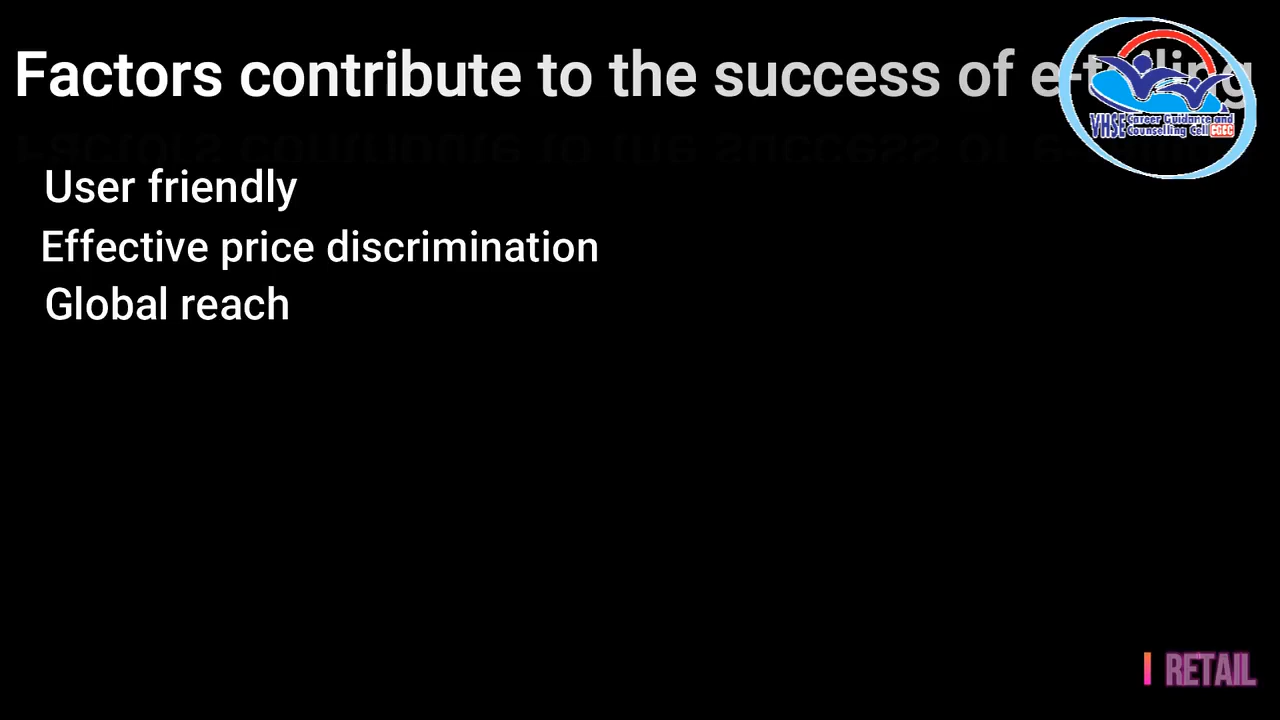 Factors contribute to the success of e-tailing
VHSE Career Guidance and
Counselling Cell CGCC
User friendly
Effective price discrimination
Global reach
RETAIL